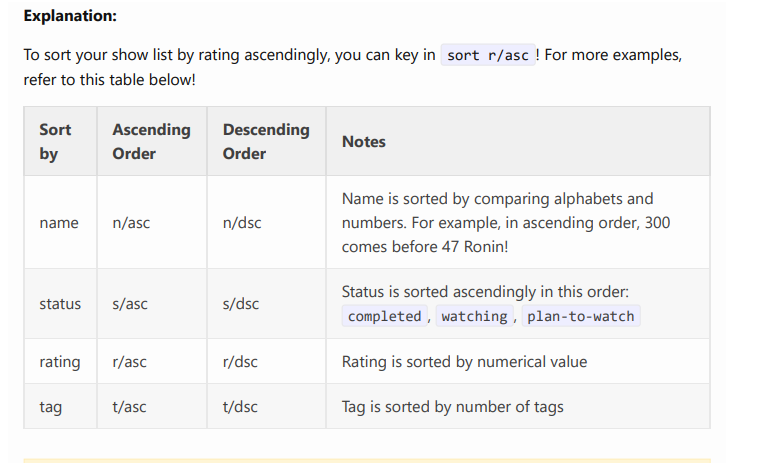 Explanation:
To sort your show list by rating ascendingly, you can key in sort r/asc ! For more examples,
refer to this table below!
Sort by Ascending Order Descending Order Notes
name n/asc n/dsc Name is sorted by comparing alphabets and
numbers. For example, in ascending order, 300
comes before 47 Ronin!
status s/asc s/dsc Status is sorted ascendingly in this order:
completed , watching , plan-to-watch
rating r/asc r/dsc Rating is sorted by numerical value
tag t/asc t/dsc Tag is sorted by number of tags